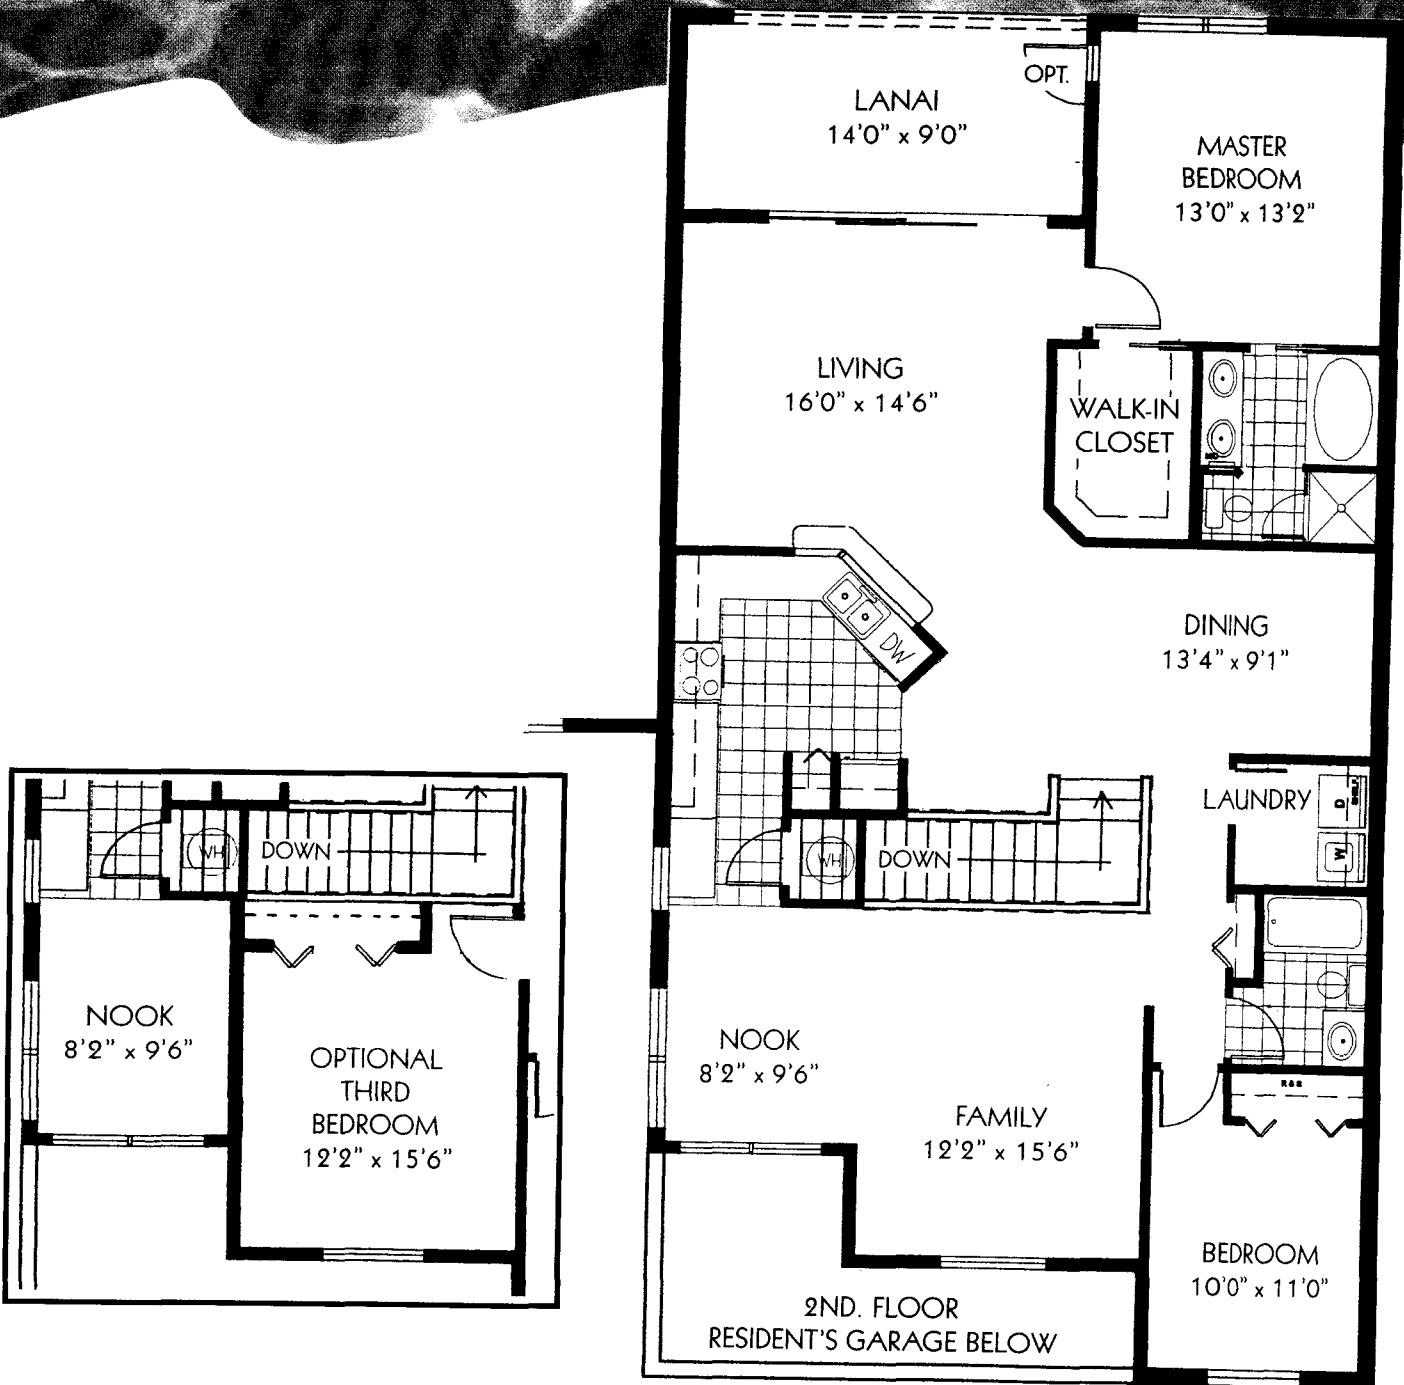 LANAI
14'0" x 9'0"
OPT.
MASTER
BEDROOM
13'0" x 13'2"
LIVING
16'0" x 14'6"
WALK-IN
CLOSET
DW
DINING
13'4" x 9'1"
LAUNDRY
D
W
WH
DOWN
NOOK
8'2" x 9'6"
FAMILY
12'2" x 15'6"
R&S
BEDROOM
10'0" x 11'0"
2ND. FLOOR
RESIDENT'S GARAGE BELOW
WH
DOWN
NOOK
8'2" x 9'6"
OPTIONAL
THIRD
BEDROOM
12'2" x 15'6"